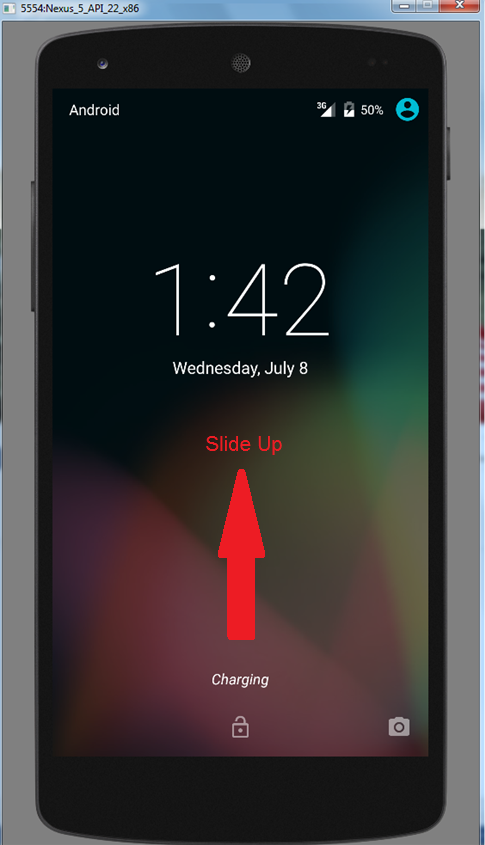 5554:Nexus_5_API_22_x86
Android
3G
50%
1:42
Wednesday, July 8
Slide Up
Charging